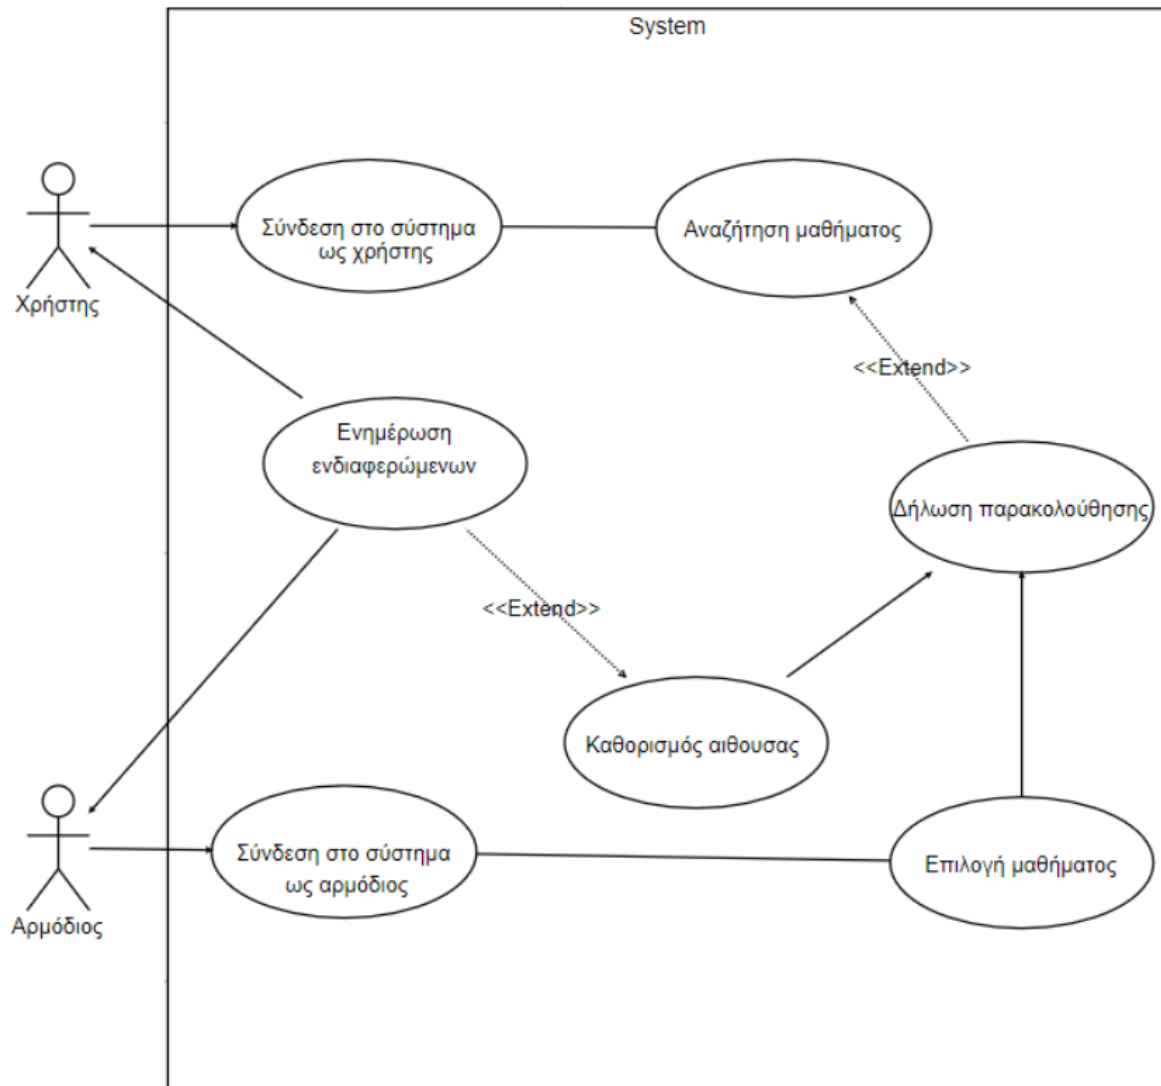 System
Σύνδεση στο σύστημα
ως χρήστης
Αναζήτηση μαθήματος
Χρήστης
<<Extend>>
Ενημέρωση
ενδιαφερώμενων
Δήλωση παρακολούθησης
<<Extend>>
Καθορισμός αιθουσας
Σύνδεση στο σύστημα
ως αρμόδιος
Επιλογή μαθήματος
Αρμόδιος